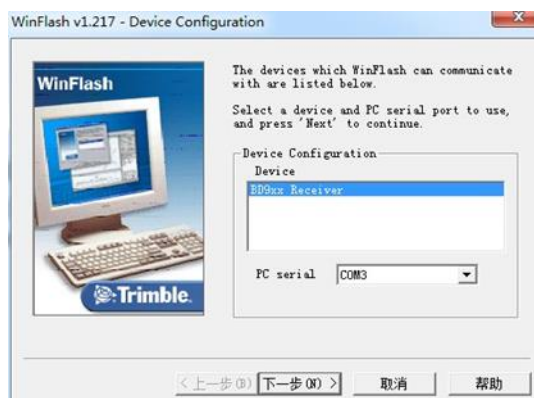 WinFlash v1.217 - Device Configuration
WinFlash
The devices which WinFlash can communicate
with are listed below.
Select a device and PC serial port to use,
and press 'Next' to continue.
Device Configuration
Device
BD9xx Receiver
PC serial COM3
Trimble.
< 上一步(B) 下一步(N) > 取消 帮助